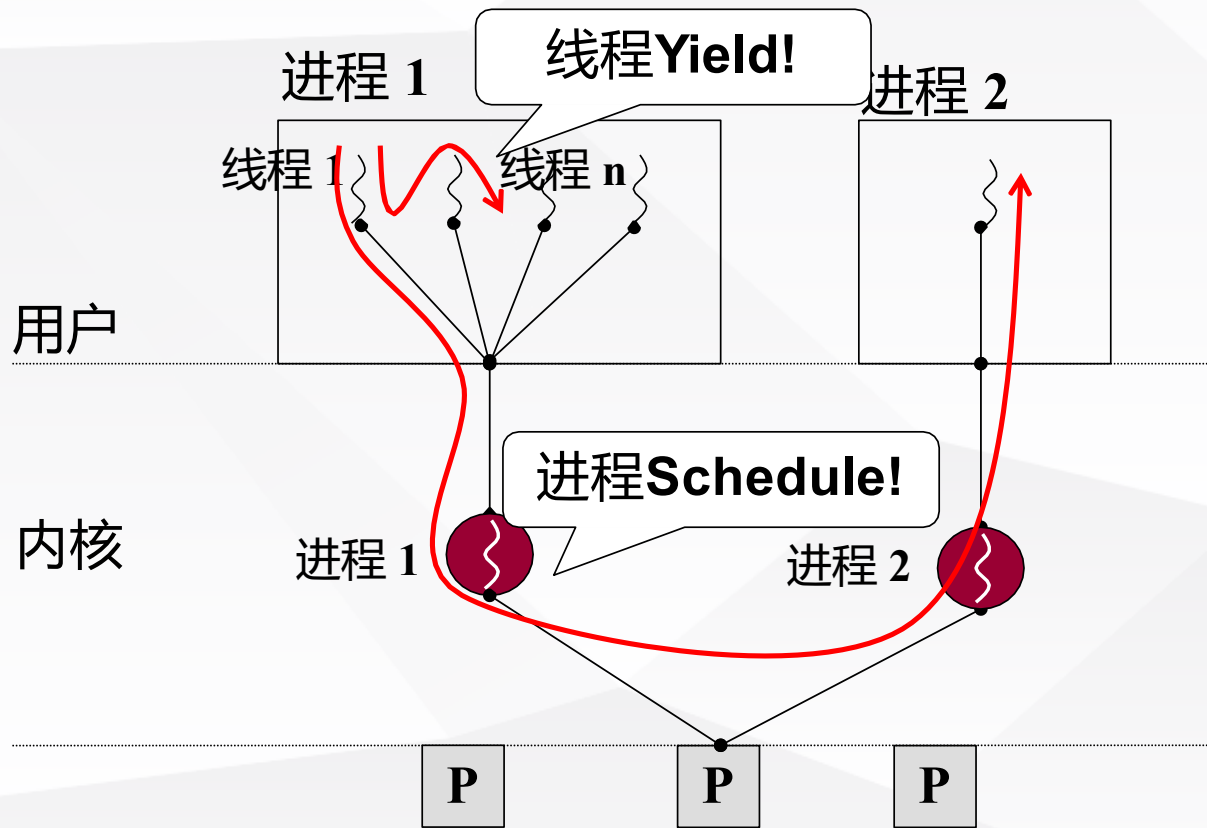 线程Yield!
进程 1
进程 2
线程 1
线程 n
用户
进程Schedule!
内核
进程 1
进程 2
P
P
P